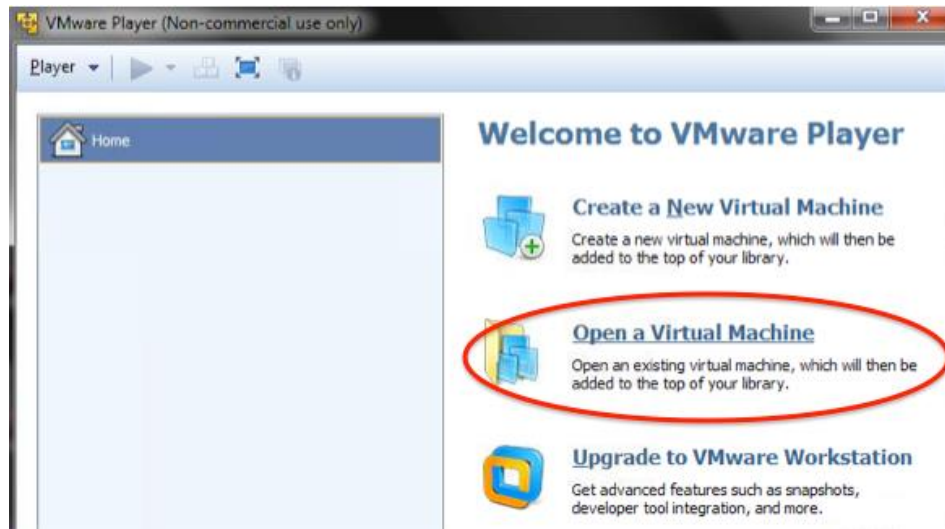 VMware Player (Non-commercial use only)
Player
Home
Welcome to VMware Player
Create a New Virtual Machine
Create a new virtual machine, which will then be
added to the top of your library.
Open a Virtual Machine
Open an existing virtual machine, which will then be
added to the top of your library.
Upgrade to VMware Workstation
Get advanced features such as snapshots,
developer tool integration, and more.